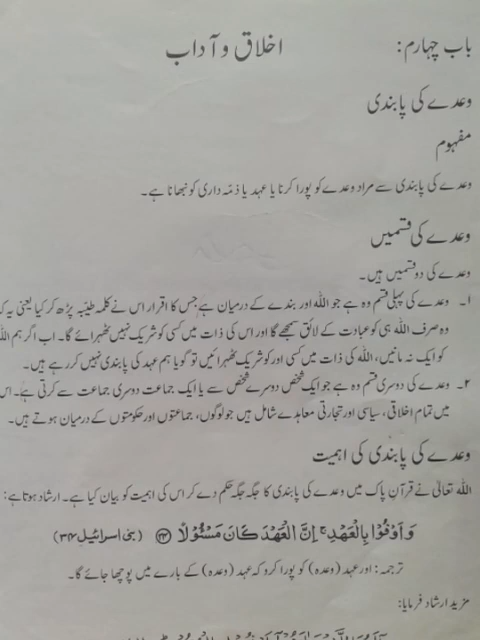 باب چہارم: اخلاق و آداب
وعدے کی پابندی
مفہوم
وعدے کی پابندی سے مراد وعدے کو پورا کرنا یا عہد یا ذمّہ داری کو نبھانا ہے۔
وعدے کی قسمیں
وعدے کی دو قسمیں ہیں۔
۱۔ وعدے کی پہلی قسم وہ ہے جو اللہ اور بندے کے درمیان ہے جس کا اقرار اس نے کلمہ طیّبہ پڑھ کر کیا یعنی یہ کہ
وہ صرف اللہ ہی کو عبادت کے لائق سمجھے گا اور اس کی ذات میں کسی کو شریک نہیں ٹھہرائے گا۔ اب اگر ہم اللہ
کو ایک نہ مانیں، اللہ کی ذات میں کسی اور کو شریک ٹھہرائیں تو گویا ہم عہد کی پابندی نہیں کر رہے ہیں۔
۲۔ وعدے کی دوسری قسم وہ ہے جو ایک شخص دوسرے شخص سے یا ایک جماعت دوسری جماعت سے کرتی ہے۔ اس
میں تمام اخلاقی، سیاسی اور تجارتی معاہدے شامل ہیں جو لوگوں، جماعتوں اور حکومتوں کے درمیان ہوتے ہیں۔
وعدے کی پابندی کی اہمیت
اللہ تعالیٰ نے قرآن پاک میں وعدے کی پابندی کا جگہ جگہ حکم دے کر اس کی اہمیت کو بیان کیا ہے۔ ارشاد ہوتا ہے:
وَ اَوۡفُوۡا بِالۡعَهۡدِ ۚ اِنَّ الۡعَهۡدَ كَانَ مَسۡـُٔوۡلًا ﴿۳۴﴾ (بنی اسرائیل ۳۴)
ترجمہ: اور عہد (وعدہ) کو پورا کرو کہ عہد (وعدہ) کے بارے میں پوچھا جائے گا۔
مزید ارشاد فرمایا: